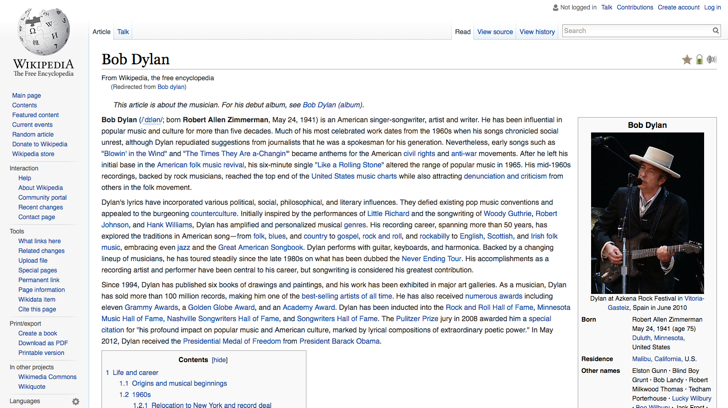 Not logged in Talk Contributions Create account Log in
Article Talk Read View source View history Search
WIKIPEDIA
The Free Encyclopedia
Main page
Contents
Featured content
Current events
Random article
Donate to Wikipedia
Wikipedia store
Interaction
Help
About Wikipedia
Community portal
Recent changes
Contact page
Tools
What links here
Related changes
Upload file
Special pages
Permanent link
Page information
Wikidata item
Cite this page
Print/export
Create a book
Download as PDF
Printable version
In other projects
Wikimedia Commons
Wikiquote
Languages
Bob Dylan
From Wikipedia, the free encyclopedia
(Redirected from Bob dylan)
This article is about the musician. For his debut album, see Bob Dylan (album).
Bob Dylan (/ˈdɪlən/; born Robert Allen Zimmerman, May 24, 1941) is an American singer-songwriter, artist and writer. He has been influential in
popular music and culture for more than five decades. Much of his most celebrated work dates from the 1960s when his songs chronicled social
unrest, although Dylan repudiated suggestions from journalists that he was a spokesman for his generation. Nevertheless, early songs such as
"Blowin' in the Wind" and "The Times They Are a-Changin'" became anthems for the American civil rights and anti-war movements. After he left his
initial base in the American folk music revival, his six-minute single "Like a Rolling Stone" altered the range of popular music in 1965. His mid-1960s
recordings, backed by rock musicians, reached the top end of the United States music charts while also attracting denunciation and criticism from
others in the folk movement.
Dylan's lyrics have incorporated various political, social, philosophical, and literary influences. They defied existing pop music conventions and
appealed to the burgeoning counterculture. Initially inspired by the performances of Little Richard and the songwriting of Woody Guthrie, Robert
Johnson, and Hank Williams, Dylan has amplified and personalized musical genres. His recording career, spanning more than 50 years, has
explored the traditions in American song—from folk, blues, and country to gospel, rock and roll, and rockabilly to English, Scottish, and Irish folk
music, embracing even jazz and the Great American Songbook. Dylan performs with guitar, keyboards, and harmonica. Backed by a changing
lineup of musicians, he has toured steadily since the late 1980s on what has been dubbed the Never Ending Tour. His accomplishments as a
recording artist and performer have been central to his career, but songwriting is considered his greatest contribution.
Since 1994, Dylan has published six books of drawings and paintings, and his work has been exhibited in major art galleries. As a musician, Dylan
has sold more than 100 million records, making him one of the best-selling artists of all time. He has also received numerous awards including
eleven Grammy Awards, a Golden Globe Award, and an Academy Award. Dylan has been inducted into the Rock and Roll Hall of Fame, Minnesota
Music Hall of Fame, Nashville Songwriters Hall of Fame, and Songwriters Hall of Fame. The Pulitzer Prize jury in 2008 awarded him a special
citation for "his profound impact on popular music and American culture, marked by lyrical compositions of extraordinary poetic power." In May
2012, Dylan received the Presidential Medal of Freedom from President Barack Obama.
Contents [hide]
1 Life and career
1.1 Origins and musical beginnings
1.2 1960s
1.2.1 Relocation to New York and record deal
Bob Dylan
Dylan at Azkena Rock Festival in Vitoria-
Gasteiz, Spain in June 2010
Born Robert Allen Zimmerman
May 24, 1941 (age 75)
Duluth, Minnesota,
United States
Residence Malibu, California, U.S.
Other names Elston Gunn · Blind Boy
Grunt · Bob Landy · Robert
Milkwood Thomas · Tedham
Porterhouse · Lucky Wilbury